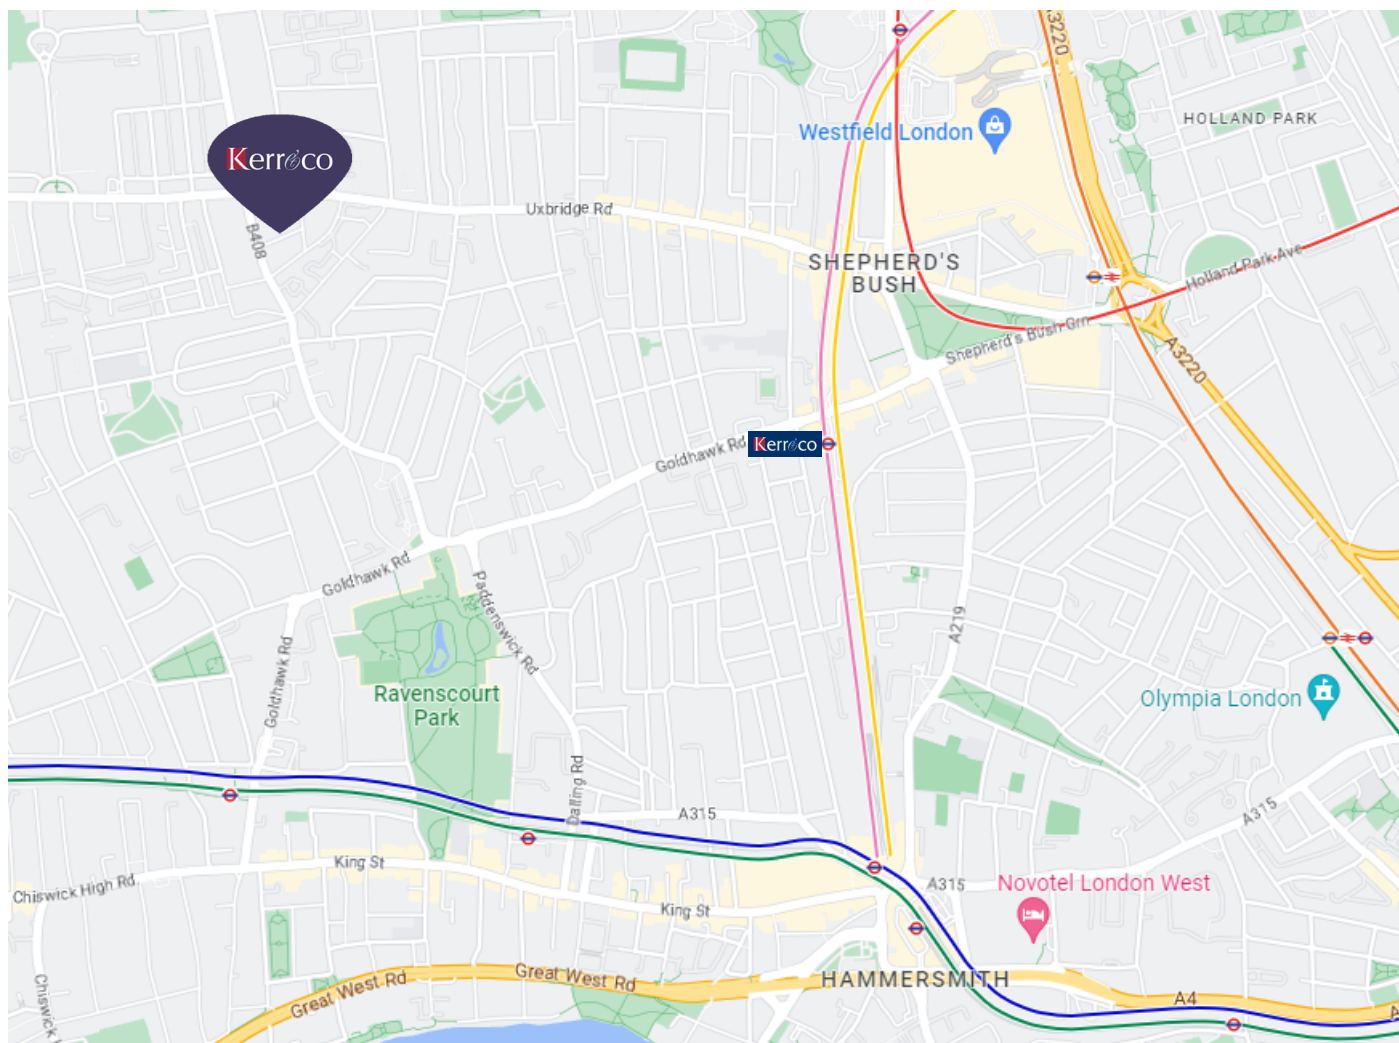 A3220
HOLLAND PARK
Westfield London
Kerr&co
Uxbridge Rd
B408
SHEPHERD'S
BUSH
Holland Park Ave
Shepherd's Bush Grn
A3220
Goldhawk Rd
Kerr&co
Goldhawk Rd
Paddenswick Rd
A219
Goldhawk Rd
Ravenscourt
Park
Olympia London
Dalling Rd
A315
A315
King St
Chiswick High Rd
A315
Novotel London West
King St
Great West Rd
Great West Rd
HAMMERSMITH
A4
Chiswick